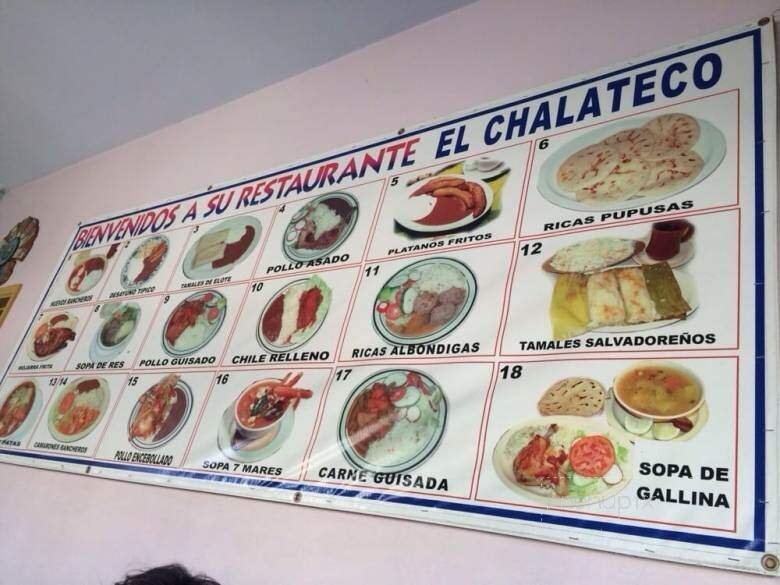 BIENVENIDOS A SU RESTAURANTE EL CHALATECO
1
HUEVOS RANCHEROS
2
DESAYUNO TIPICO
3
TAMALES DE ELOTE
4
POLLO ASADO
5
PLATANOS FRITOS
6
RICAS PUPUSAS
7
MOJARRA FRITA
8
SOPA DE RES
9
POLLO GUISADO
10
CHILE RELLENO
11
RICAS ALBONDIGAS
12
TAMALES SALVADOREÑOS
PATAS
13/14
CAMARONES RANCHEROS
15
POLLO ENCEBOLLADO
16
SOPA 7 MARES
17
CARNE GUISADA
18
SOPA DE
GALLINA